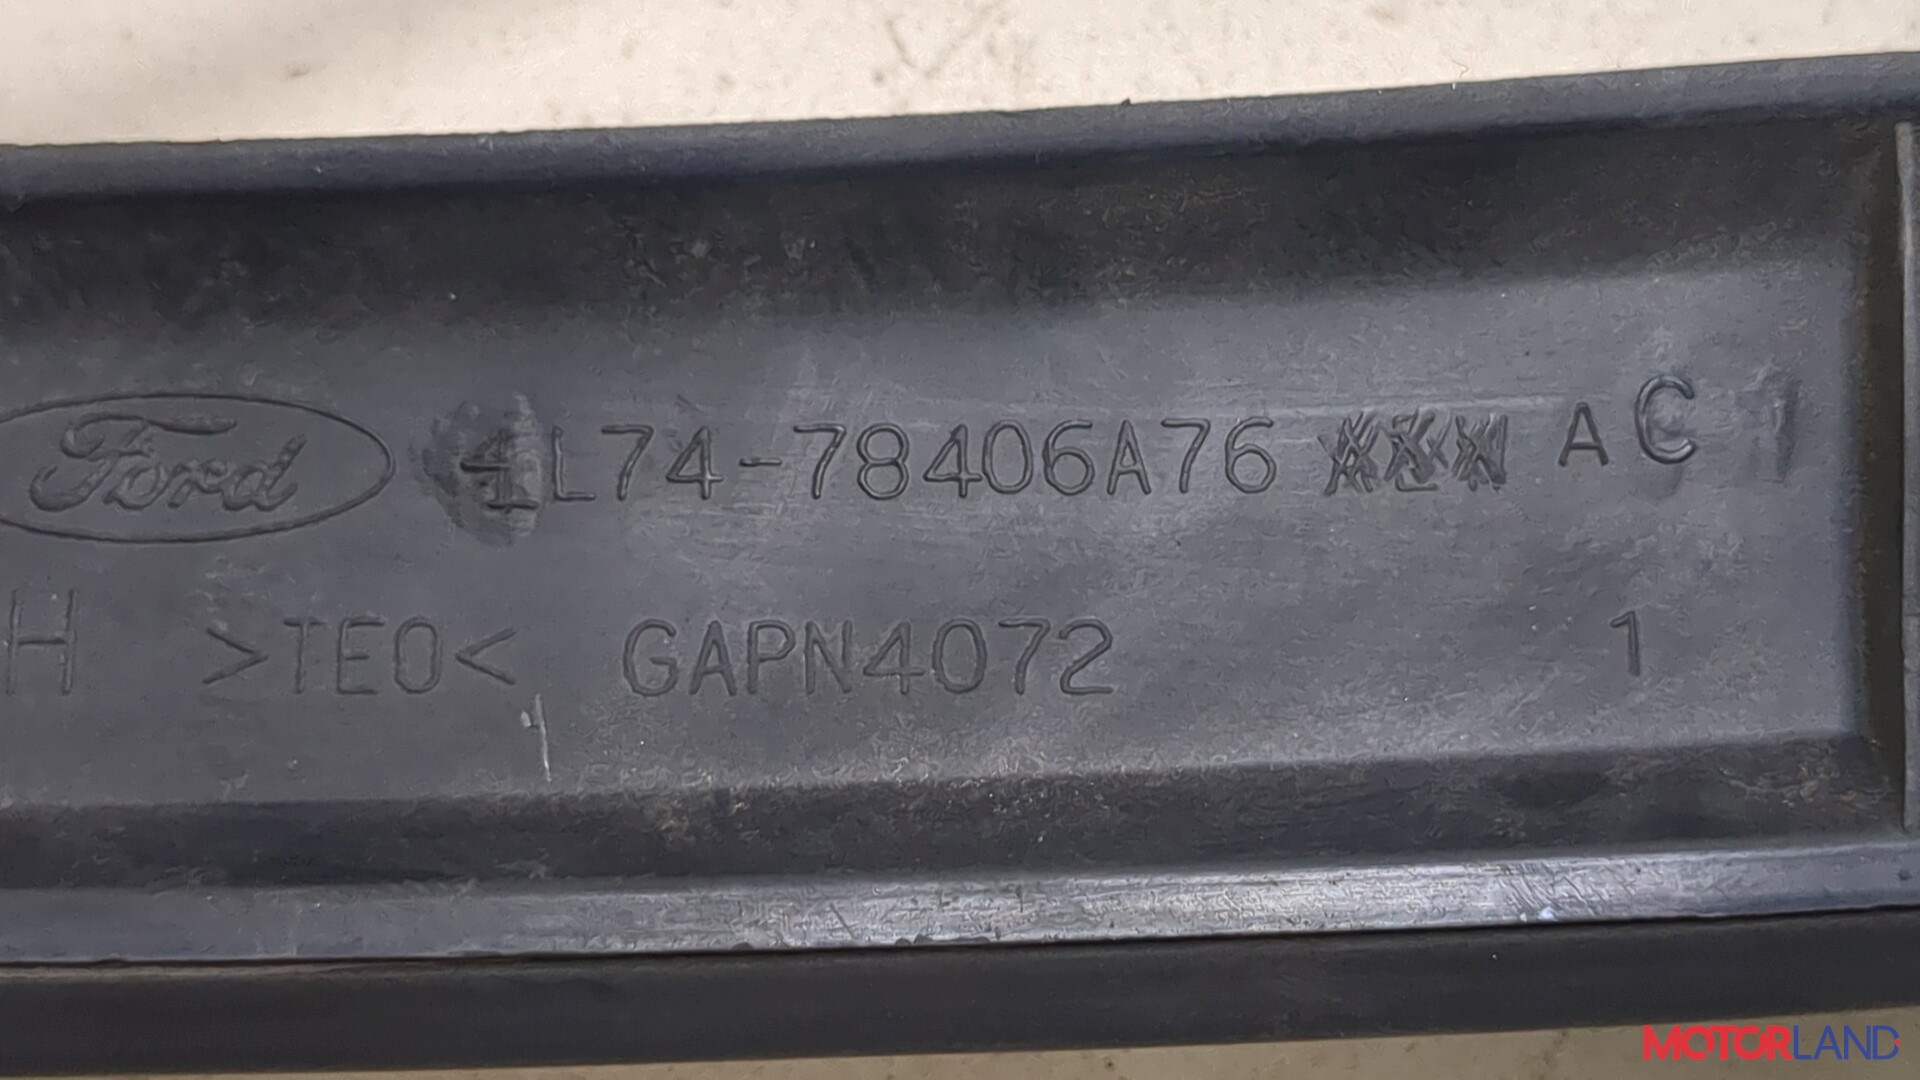 Ford 4L74-78406A76 AC
H >TEO< GAPN4072 1
MOTORLAND